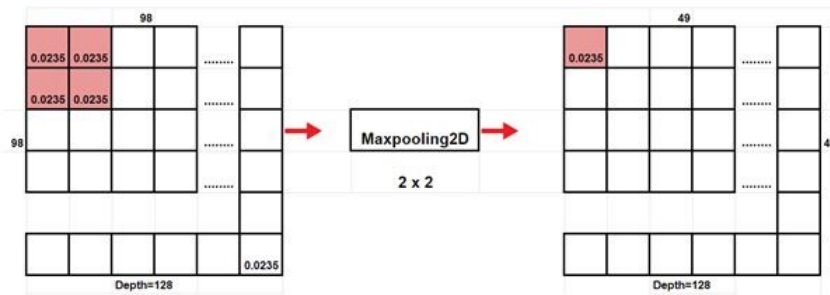 98
0.0235 0.0235 ........
0.0235 0.0235 ........
98 ........
........
0.0235
Depth=128
Maxpooling2D
2 x 2
49
0.0235 ........
........
4
........
........
Depth=128